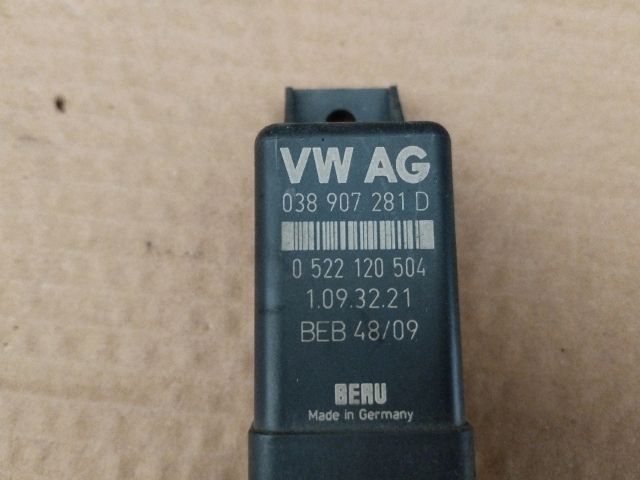 VW AG
038 907 281 D
0 522 120 504
1.09.32.21
BEB 48/09
BERU
Made in Germany